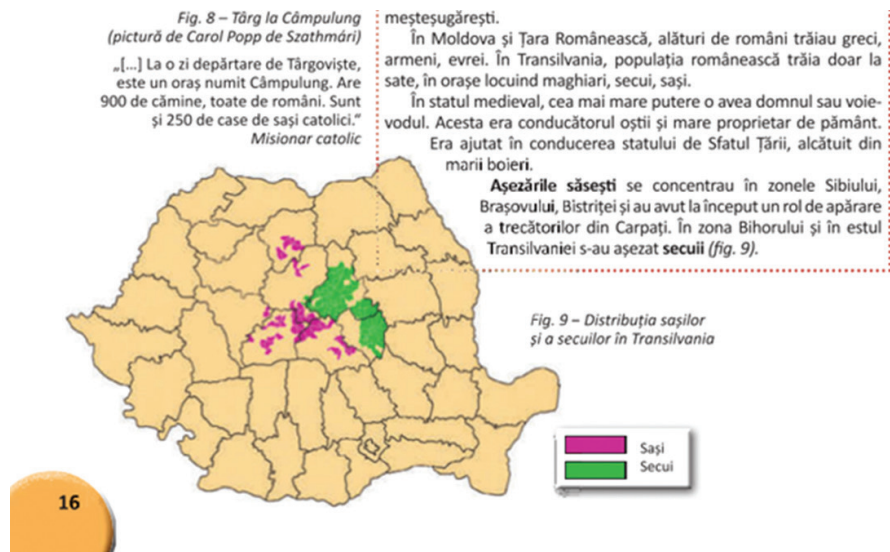 Fig. 8 – Târg la Câmpulung
(pictură de Carol Popp de Szathmári)
„[...] La o zi depărtare de Târgoviște,
este un oraș numit Câmpulung. Are
900 de cămine, toate de români. Sunt
și 250 de case de sași catolici.“
Misionar catolic
meșteșugărești.
În Moldova și Țara Românească, alături de români trăiau greci,
armeni, evrei. În Transilvania, populația românească trăia doar la
sate, în orașe locuind maghiari, secui, sași.
În statul medieval, cea mai mare putere o avea domnul sau voie-
vodul. Acesta era conducătorul oștii și mare proprietar de pământ.
Era ajutat în conducerea statului de Sfatul Țării, alcătuit din
marii boieri.
Așezările săsești se concentrau în zonele Sibiului,
Brașovului, Bistriței și au avut la început un rol de apărare
a trecătorilor din Carpați. În zona Bihorului și în estul
Transilvaniei s-au așezat secuii (fig. 9).
Fig. 9 – Distribuția sașilor
și a secuilor în Transilvania
Sași
Secui
16